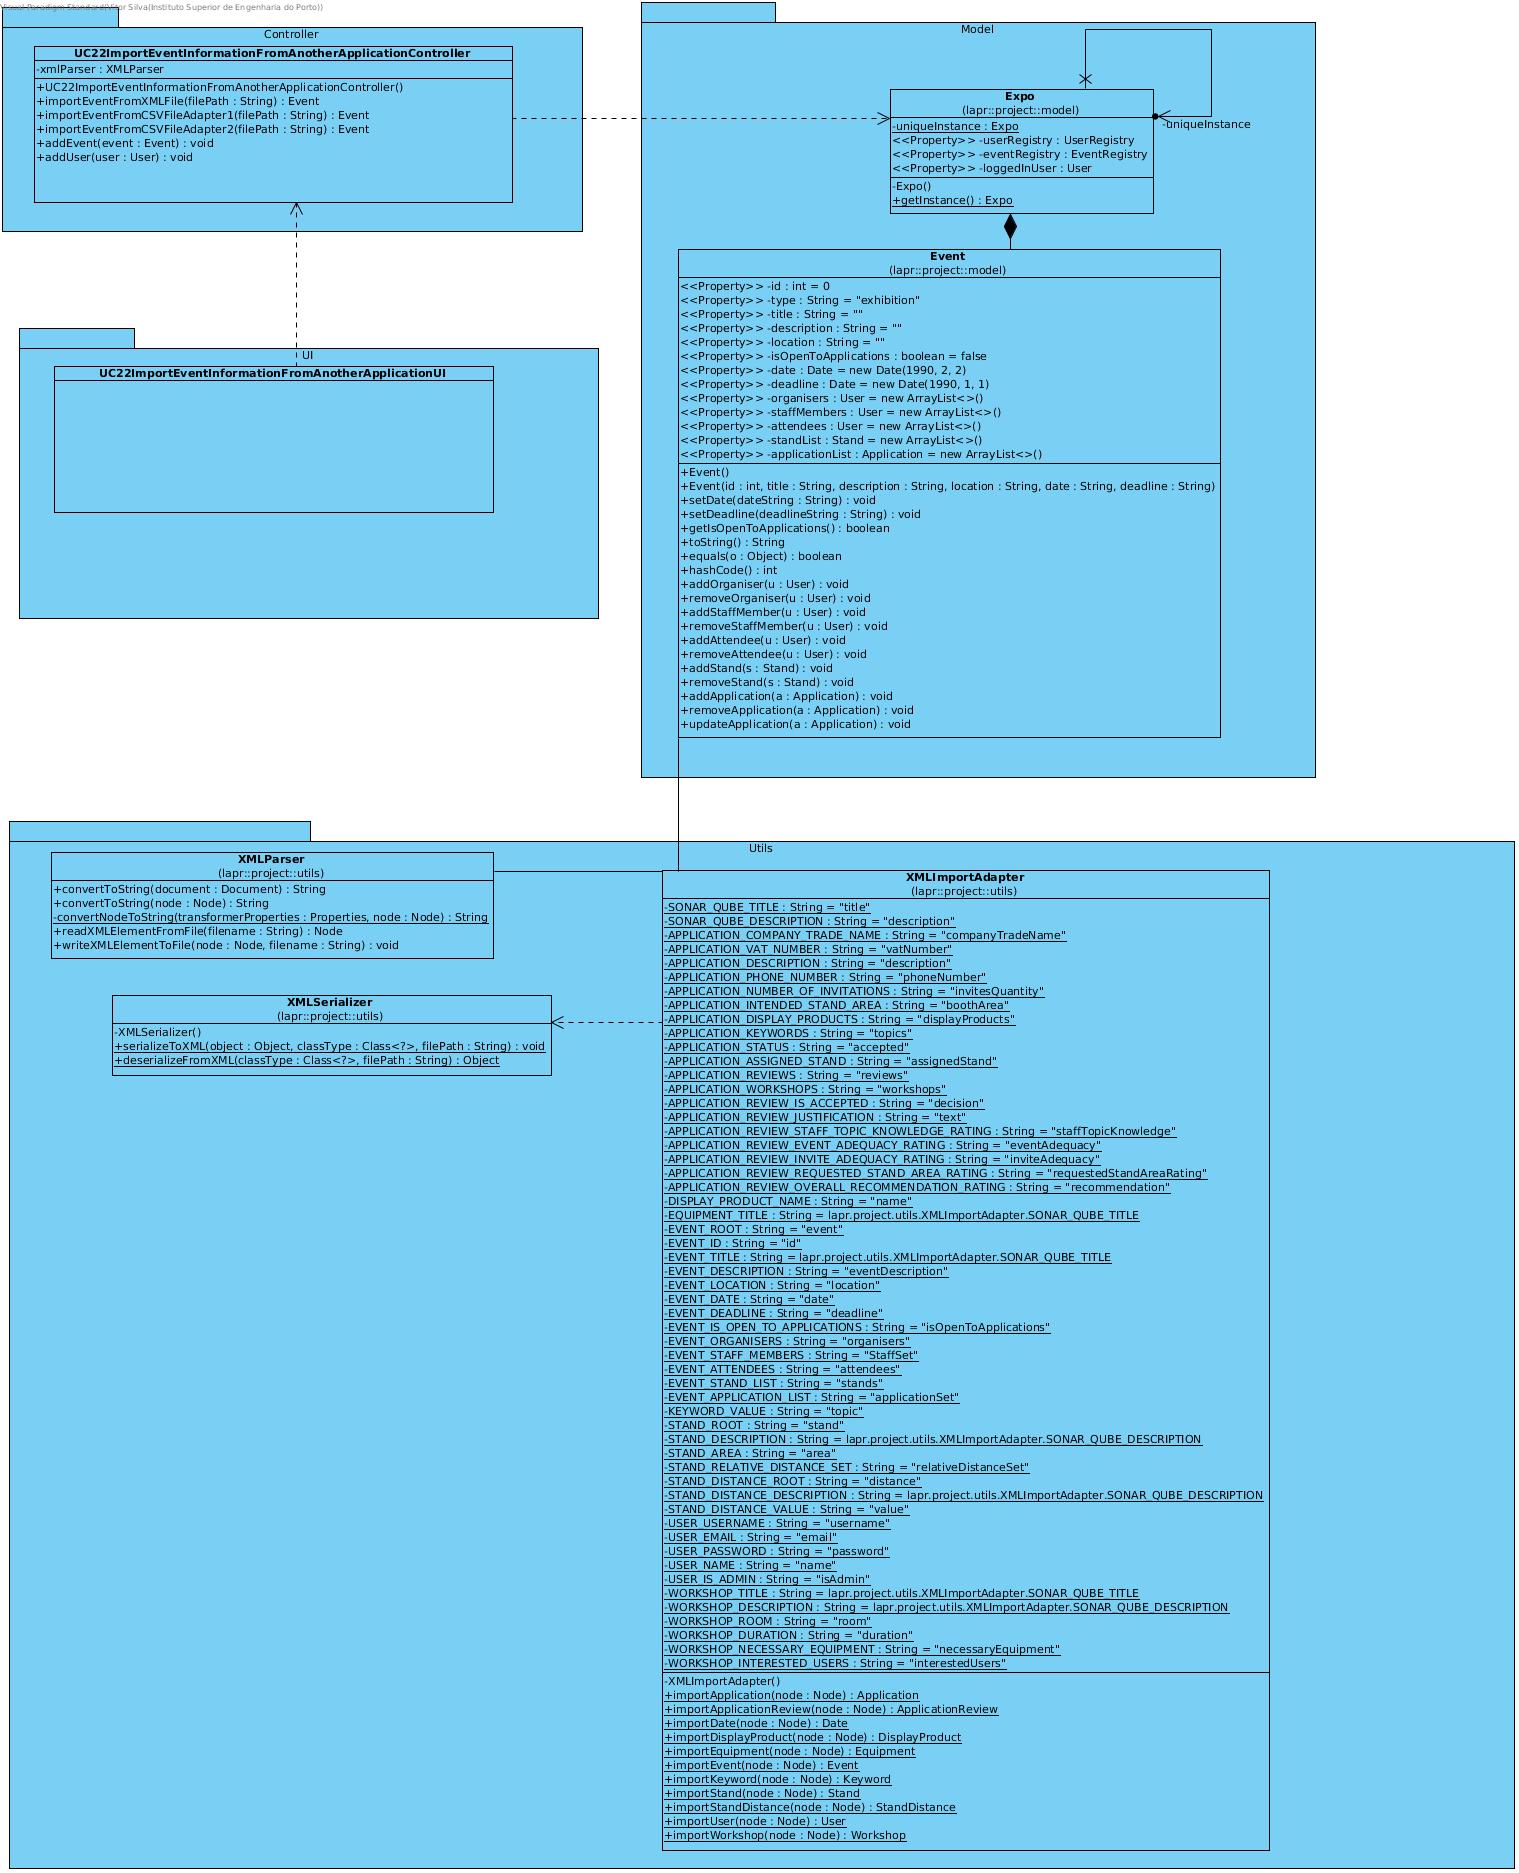 Visual Paradigm Standard(Vitor Silva(Instituto Superior de Engenharia do Porto))
Controller
UC22ImportEventInformationFromAnotherApplicationController
-xmlParser : XMLParser
+UC22ImportEventInformationFromAnotherApplicationController()
+importEventFromXMLFile(filePath : String) : Event
+importEventFromCSVFileAdapter1(filePath : String) : Event
+importEventFromCSVFileAdapter2(filePath : String) : Event
+addEvent(event : Event) : void
+addUser(user : User) : void
Model
Expo
(lapr::project::model)
-uniqueInstance : Expo
<<Property>> -userRegistry : UserRegistry
<<Property>> -eventRegistry : EventRegistry
<<Property>> -loggedInUser : User
-Expo()
+getInstance() : Expo
-uniqueInstance
Event
(lapr::project::model)
<<Property>> -id : int = 0
<<Property>> -type : String = "exhibition"
<<Property>> -title : String = ""
<<Property>> -description : String = ""
<<Property>> -location : String = ""
<<Property>> -isOpenToApplications : boolean = false
<<Property>> -date : Date = new Date(1990, 2, 2)
<<Property>> -deadline : Date = new Date(1990, 1, 1)
<<Property>> -organisers : User = new ArrayList<>()
<<Property>> -staffMembers : User = new ArrayList<>()
<<Property>> -attendees : User = new ArrayList<>()
<<Property>> -standList : Stand = new ArrayList<>()
<<Property>> -applicationList : Application = new ArrayList<>()
+Event()
+Event(id : int, title : String, description : String, location : String, date : String, deadline : String)
+setDate(dateString : String) : void
+setDeadline(deadlineString : String) : void
+getIsOpenToApplications() : boolean
+toString() : String
+equals(o : Object) : boolean
+hashCode() : int
+addOrganiser(u : User) : void
+removeOrganiser(u : User) : void
+addStaffMember(u : User) : void
+removeStaffMember(u : User) : void
+addAttendee(u : User) : void
+removeAttendee(u : User) : void
+addStand(s : Stand) : void
+removeStand(s : Stand) : void
+addApplication(a : Application) : void
+removeApplication(a : Application) : void
+updateApplication(a : Application) : void
UI
UC22ImportEventInformationFromAnotherApplicationUI
Utils
XMLParser
(lapr::project::utils)
+convertToString(document : Document) : String
+convertToString(node : Node) : String
-convertNodeToString(transformerProperties : Properties, node : Node) : String
+readXMLElementFromFile(filename : String) : Node
+writeXMLElementToFile(node : Node, filename : String) : void
XMLSerializer
(lapr::project::utils)
-XMLSerializer()
+serializeToXML(object : Object, classType : Class<?>, filePath : String) : void
+deserializeFromXML(classType : Class<?>, filePath : String) : Object
XMLImportAdapter
(lapr::project::utils)
-SONAR_QUBE_TITLE : String = "title"
-SONAR_QUBE_DESCRIPTION : String = "description"
-APPLICATION_COMPANY_TRADE_NAME : String = "companyTradeName"
-APPLICATION_VAT_NUMBER : String = "vatNumber"
-APPLICATION_DESCRIPTION : String = "description"
-APPLICATION_PHONE_NUMBER : String = "phoneNumber"
-APPLICATION_NUMBER_OF_INVITATIONS : String = "invitesQuantity"
-APPLICATION_INTENDED_STAND_AREA : String = "boothArea"
-APPLICATION_DISPLAY_PRODUCTS : String = "displayProducts"
-APPLICATION_KEYWORDS : String = "topics"
-APPLICATION_STATUS : String = "accepted"
-APPLICATION_ASSIGNED_STAND : String = "assignedStand"
-APPLICATION_REVIEWS : String = "reviews"
-APPLICATION_WORKSHOPS : String = "workshops"
-APPLICATION_REVIEW_IS_ACCEPTED : String = "decision"
-APPLICATION_REVIEW_JUSTIFICATION : String = "text"
-APPLICATION_REVIEW_STAFF_TOPIC_KNOWLEDGE_RATING : String = "staffTopicKnowledge"
-APPLICATION_REVIEW_EVENT_ADEQUACY_RATING : String = "eventAdequacy"
-APPLICATION_REVIEW_INVITE_ADEQUACY_RATING : String = "inviteAdequacy"
-APPLICATION_REVIEW_REQUESTED_STAND_AREA_RATING : String = "requestedStandAreaRating"
-APPLICATION_REVIEW_OVERALL_RECOMMENDATION_RATING : String = "recommendation"
-DISPLAY_PRODUCT_NAME : String = "name"
-EQUIPMENT_TITLE : String = lapr.project.utils.XMLImportAdapter.SONAR_QUBE_TITLE
-EVENT_ROOT : String = "event"
-EVENT_ID : String = "id"
-EVENT_TITLE : String = lapr.project.utils.XMLImportAdapter.SONAR_QUBE_TITLE
-EVENT_DESCRIPTION : String = "eventDescription"
-EVENT_LOCATION : String = "location"
-EVENT_DATE : String = "date"
-EVENT_DEADLINE : String = "deadline"
-EVENT_IS_OPEN_TO_APPLICATIONS : String = "isOpenToApplications"
-EVENT_ORGANISERS : String = "organisers"
-EVENT_STAFF_MEMBERS : String = "StaffSet"
-EVENT_ATTENDEES : String = "attendees"
-EVENT_STAND_LIST : String = "stands"
-EVENT_APPLICATION_LIST : String = "applicationSet"
-KEYWORD_VALUE : String = "topic"
-STAND_ROOT : String = "stand"
-STAND_DESCRIPTION : String = lapr.project.utils.XMLImportAdapter.SONAR_QUBE_DESCRIPTION
-STAND_AREA : String = "area"
-STAND_RELATIVE_DISTANCE_SET : String = "relativeDistanceSet"
-STAND_DISTANCE_ROOT : String = "distance"
-STAND_DISTANCE_DESCRIPTION : String = lapr.project.utils.XMLImportAdapter.SONAR_QUBE_DESCRIPTION
-STAND_DISTANCE_VALUE : String = "value"
-USER_USERNAME : String = "username"
-USER_EMAIL : String = "email"
-USER_PASSWORD : String = "password"
-USER_NAME : String = "name"
-USER_IS_ADMIN : String = "isAdmin"
-WORKSHOP_TITLE : String = lapr.project.utils.XMLImportAdapter.SONAR_QUBE_TITLE
-WORKSHOP_DESCRIPTION : String = lapr.project.utils.XMLImportAdapter.SONAR_QUBE_DESCRIPTION
-WORKSHOP_ROOM : String = "room"
-WORKSHOP_DURATION : String = "duration"
-WORKSHOP_NECESSARY_EQUIPMENT : String = "necessaryEquipment"
-WORKSHOP_INTERESTED_USERS : String = "interestedUsers"
-XMLImportAdapter()
+importApplication(node : Node) : Application
+importApplicationReview(node : Node) : ApplicationReview
+importDate(node : Node) : Date
+importDisplayProduct(node : Node) : DisplayProduct
+importEquipment(node : Node) : Equipment
+importEvent(node : Node) : Event
+importKeyword(node : Node) : Keyword
+importStand(node : Node) : Stand
+importStandDistance(node : Node) : StandDistance
+importUser(node : Node) : User
+importWorkshop(node : Node) : Workshop